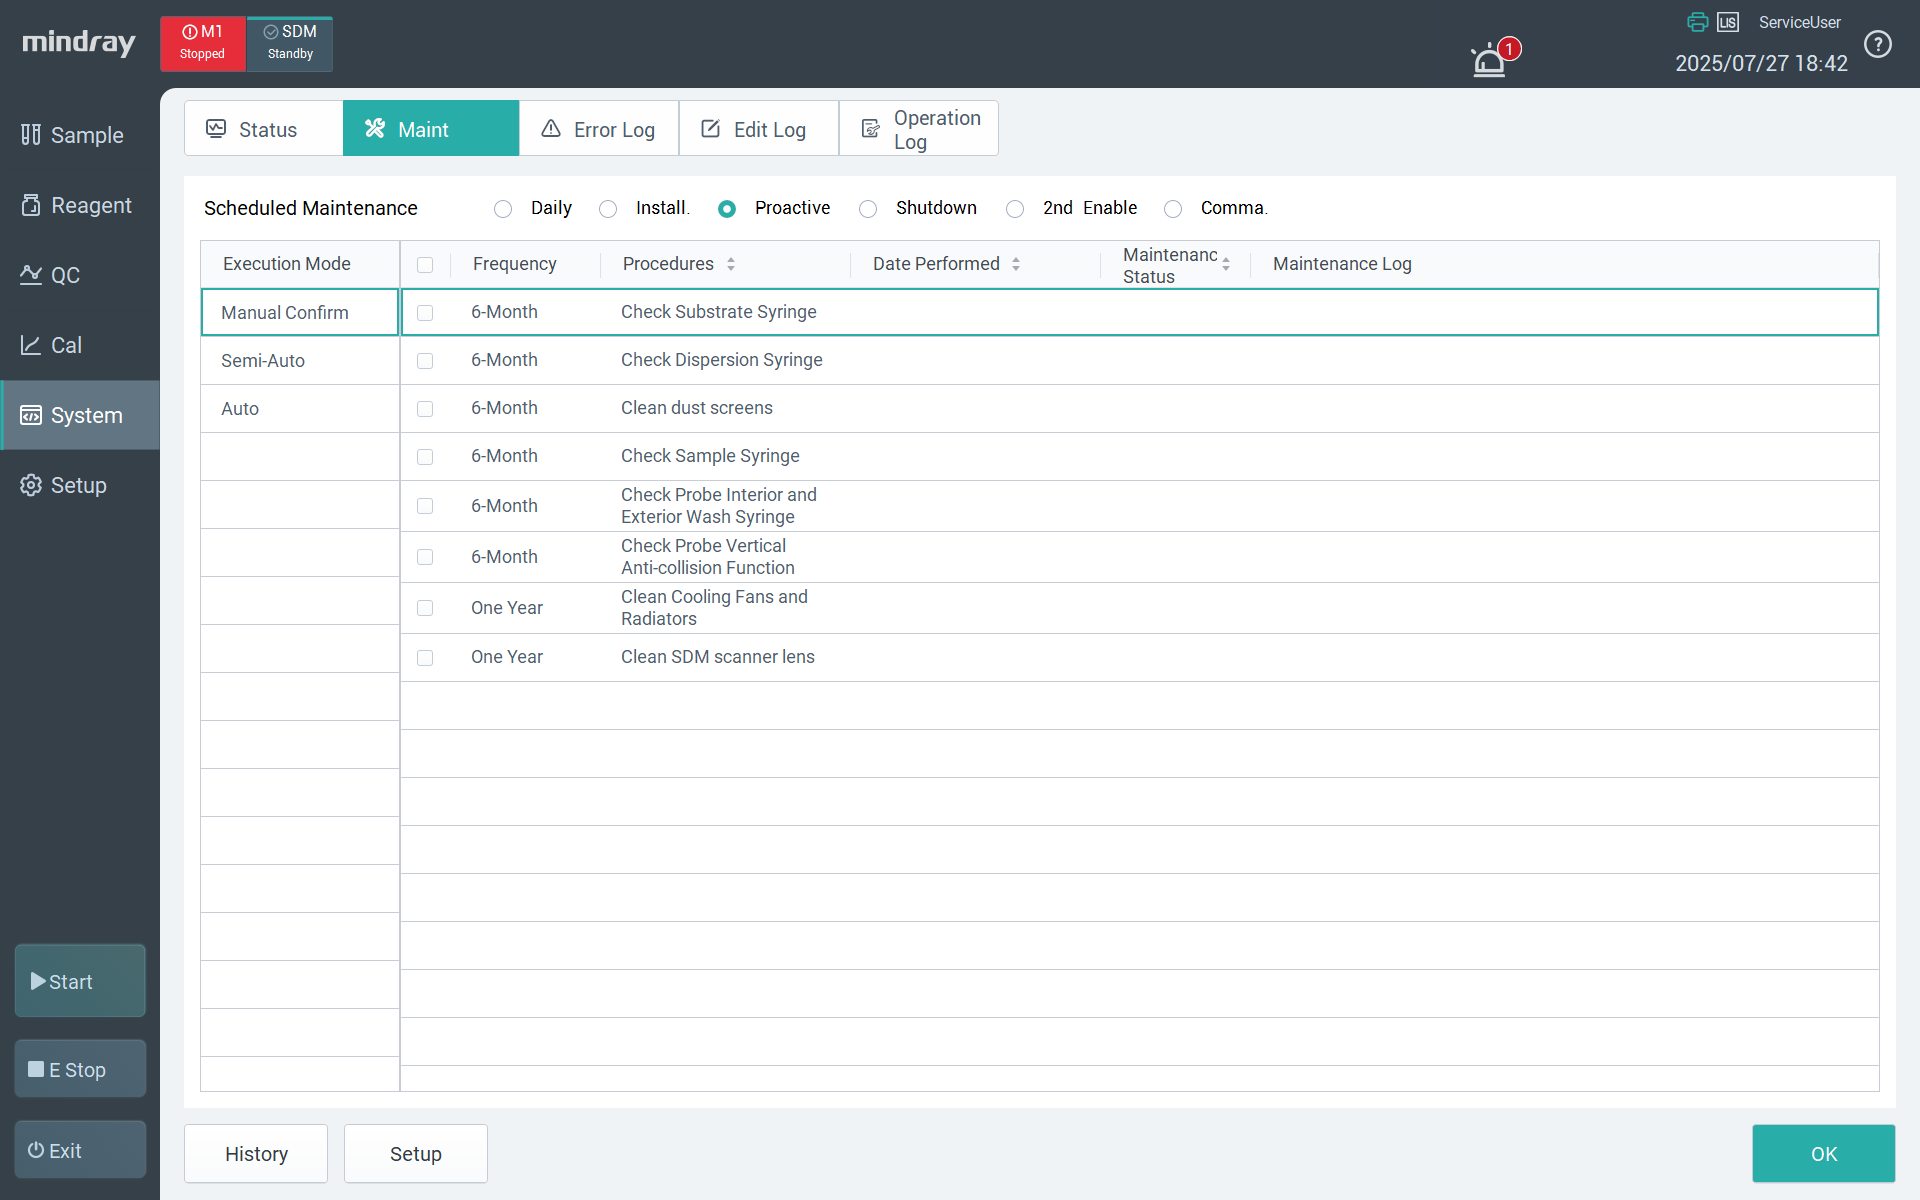 mindray
M1
Stopped
SDM
Standby
1
LIS
ServiceUser
2025/07/27 18:42
?
Sample
Reagent
QC
Cal
System
Setup
Start
E Stop
Exit
Status
Maint
Error Log
Edit Log
Operation
Log
Scheduled Maintenance
Daily
Install.
Proactive
Shutdown
2nd Enable
Comma.
Execution Mode
Frequency
Procedures
Date Performed
Maintenanc
Status
Maintenance Log
Manual Confirm
Semi-Auto
Auto
6-Month
Check Substrate Syringe
6-Month
Check Dispersion Syringe
6-Month
Clean dust screens
6-Month
Check Sample Syringe
6-Month
Check Probe Interior and
Exterior Wash Syringe
6-Month
Check Probe Vertical
Anti-collision Function
One Year
Clean Cooling Fans and
Radiators
One Year
Clean SDM scanner lens
History
Setup
OK